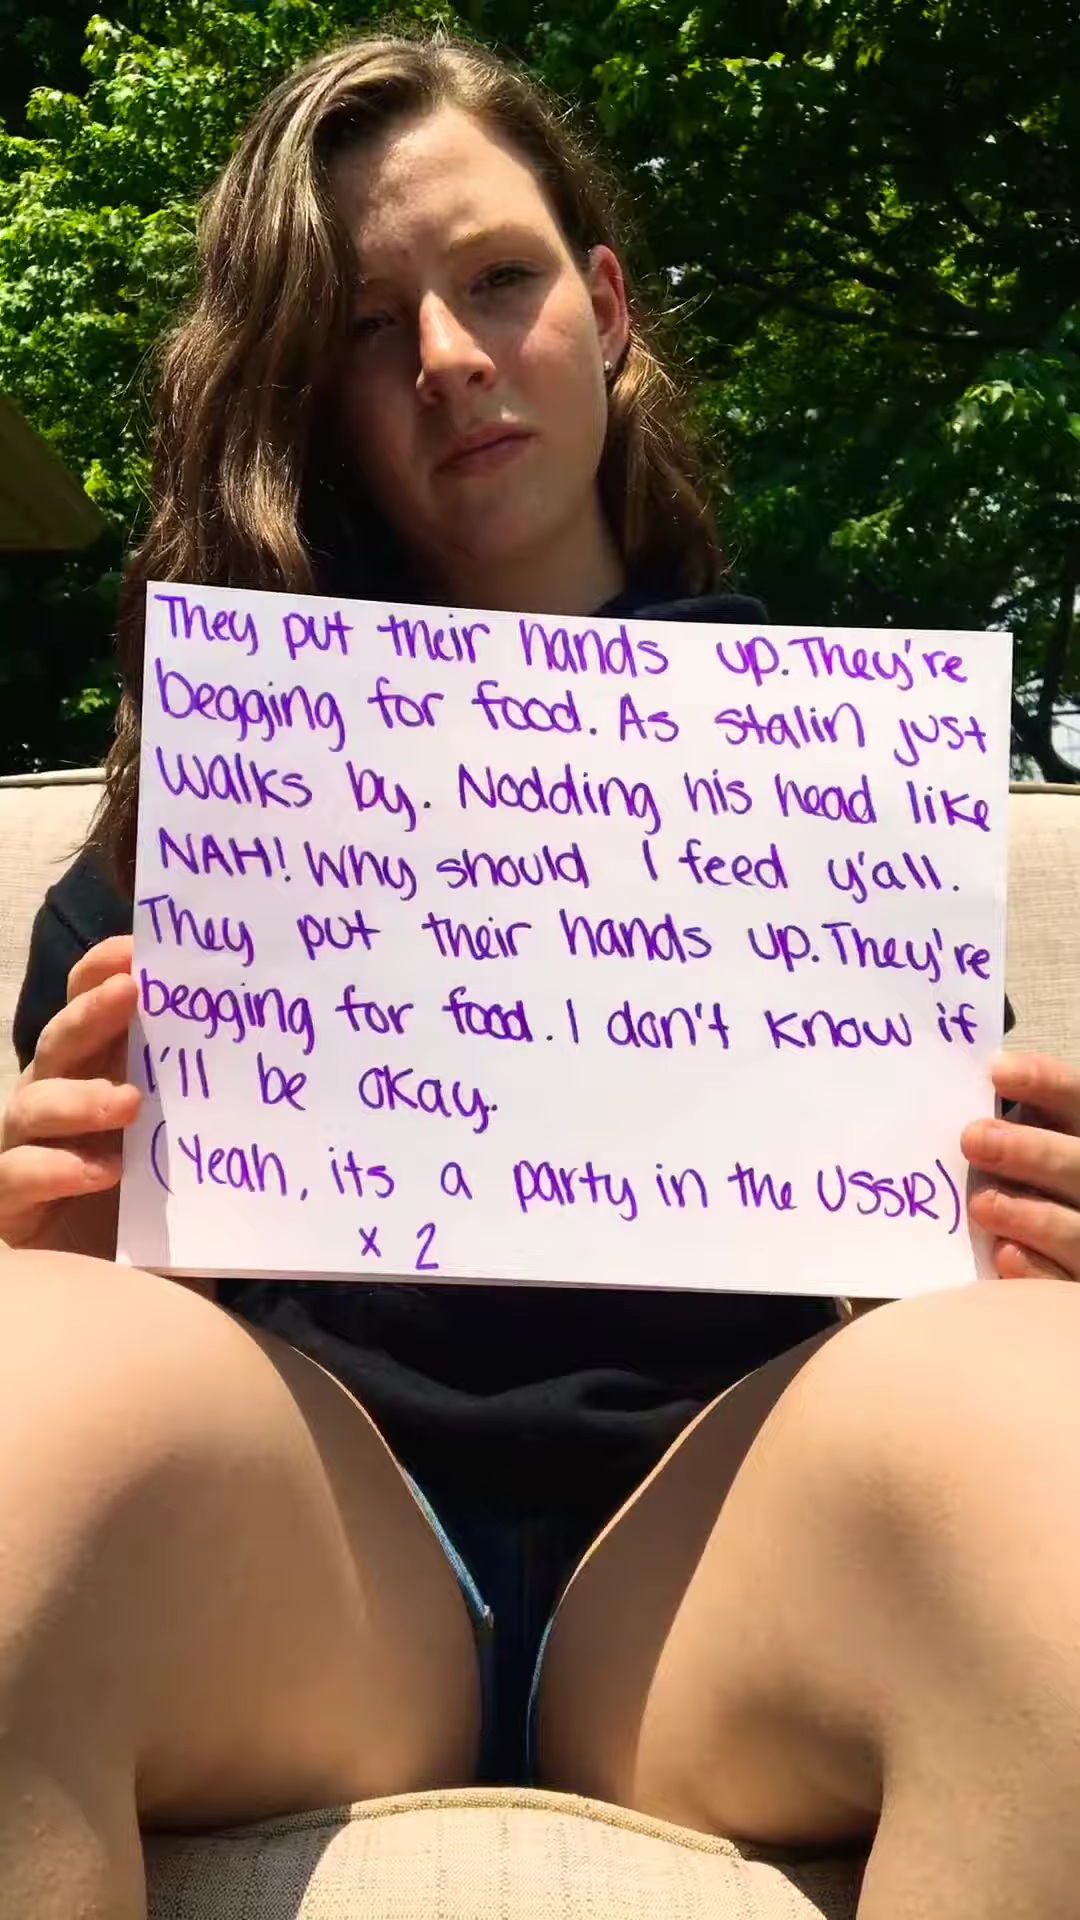 They put their hands up. They're
begging for food. As stalin just
walks by. Nodding his head like
NAH! Why should I feed y'all.
They put their hands up. They're
begging for food. I don't know if
I'll be okay.
(Yeah, its a party in the USSR)
x 2